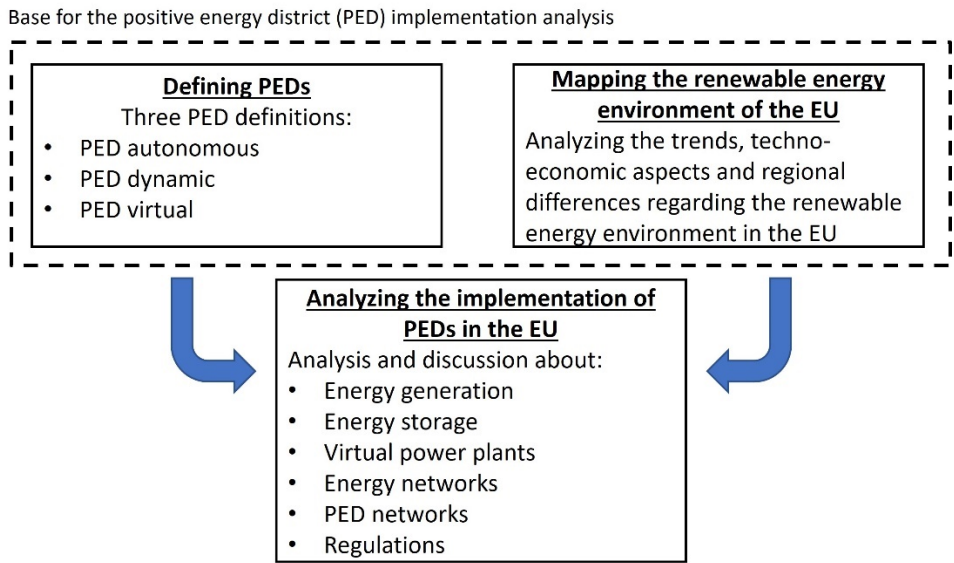 Base for the positive energy district (PED) implementation analysis
Defining PEDs
Three PED definitions:
• PED autonomous
• PED dynamic
• PED virtual
Mapping the renewable energy
environment of the EU
Analyzing the trends, techno-
economic aspects and regional
differences regarding the renewable
energy environment in the EU
Analyzing the implementation of
PEDs in the EU
Analysis and discussion about:
• Energy generation
• Energy storage
• Virtual power plants
• Energy networks
• PED networks
• Regulations